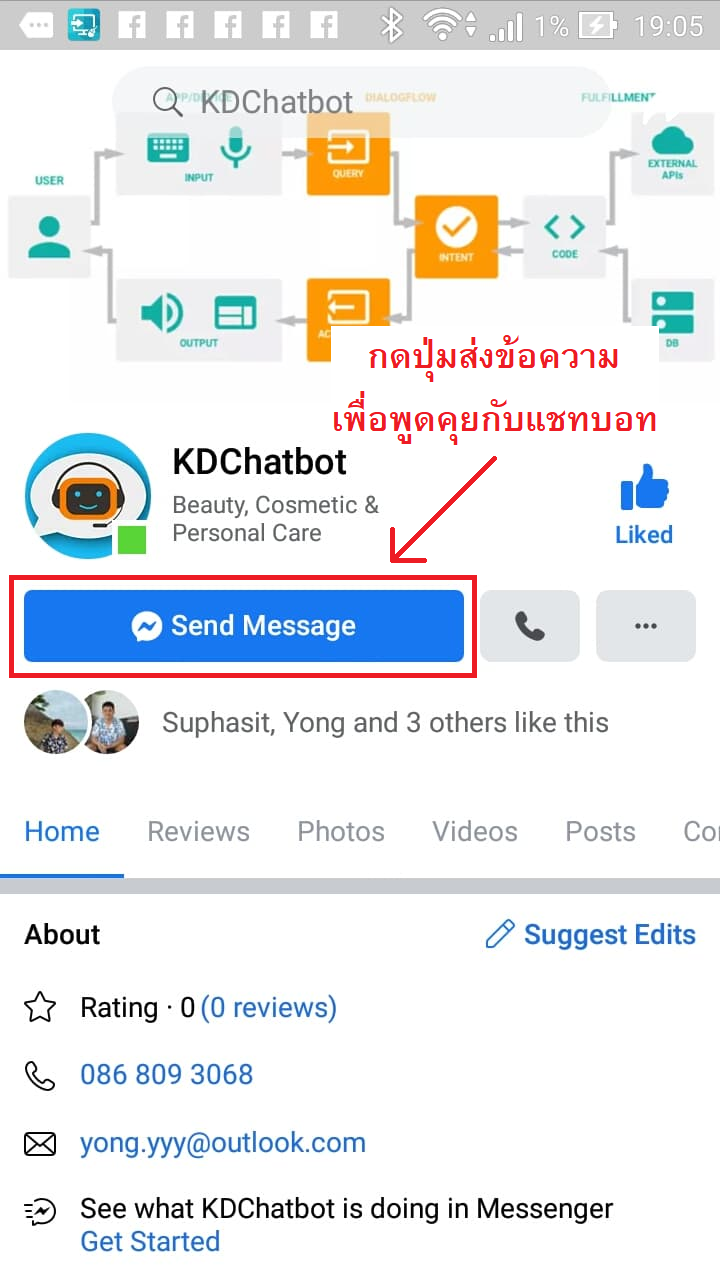 1% 19:05
KDChatbot
APP/DEVICE
DIALOGFLOW
FULFILLMENT
USER
INPUT
QUERY
EXTERNAL
APIs
INTENT
CODE
OUTPUT
DB
กดปุ่มส่งข้อความ
เพื่อพูดคุยกับแชทบอท
KDChatbot
Beauty, Cosmetic &
Personal Care
Liked
Send Message
Suphasit, Yong and 3 others like this
Home Reviews Photos Videos Posts
About
Suggest Edits
Rating · 0 (0 reviews)
086 809 3068
yong.yyy@outlook.com
See what KDChatbot is doing in Messenger
Get Started